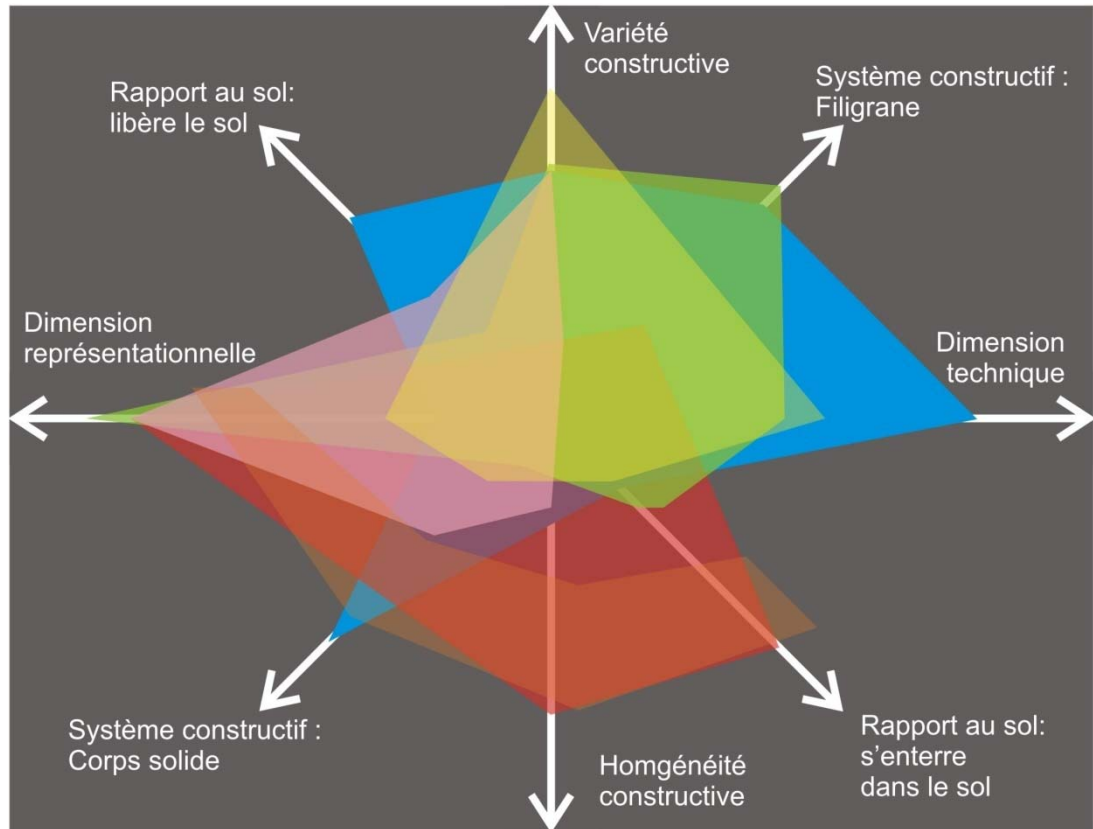 Variété
constructive
Système constructif :
Filigrane
Rapport au sol:
libère le sol
Dimension
représentationnelle
Dimension
technique
Système constructif :
Corps solide
Homgénéité
constructive
Rapport au sol:
s’enterre
dans le sol